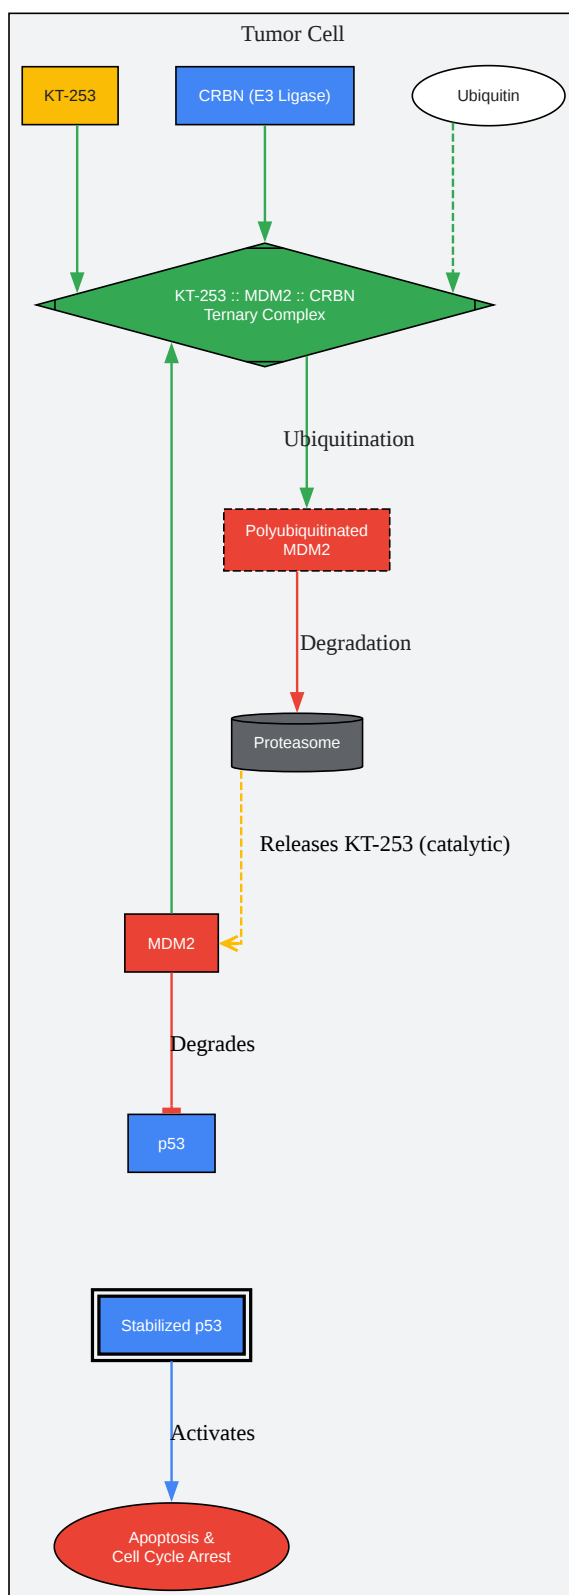 Tumor Cell
KT-253
CRBN (E3 Ligase)
Ubiquitin
KT-253 :: MDM2 :: CRBN
Ternary Complex
Ubiquitination
Polyubiquitinated
MDM2
Degradation
Proteasome
Releases KT-253 (catalytic)
MDM2
Degrades
p53
Stabilized p53
Activates
Apoptosis &
Cell Cycle Arrest